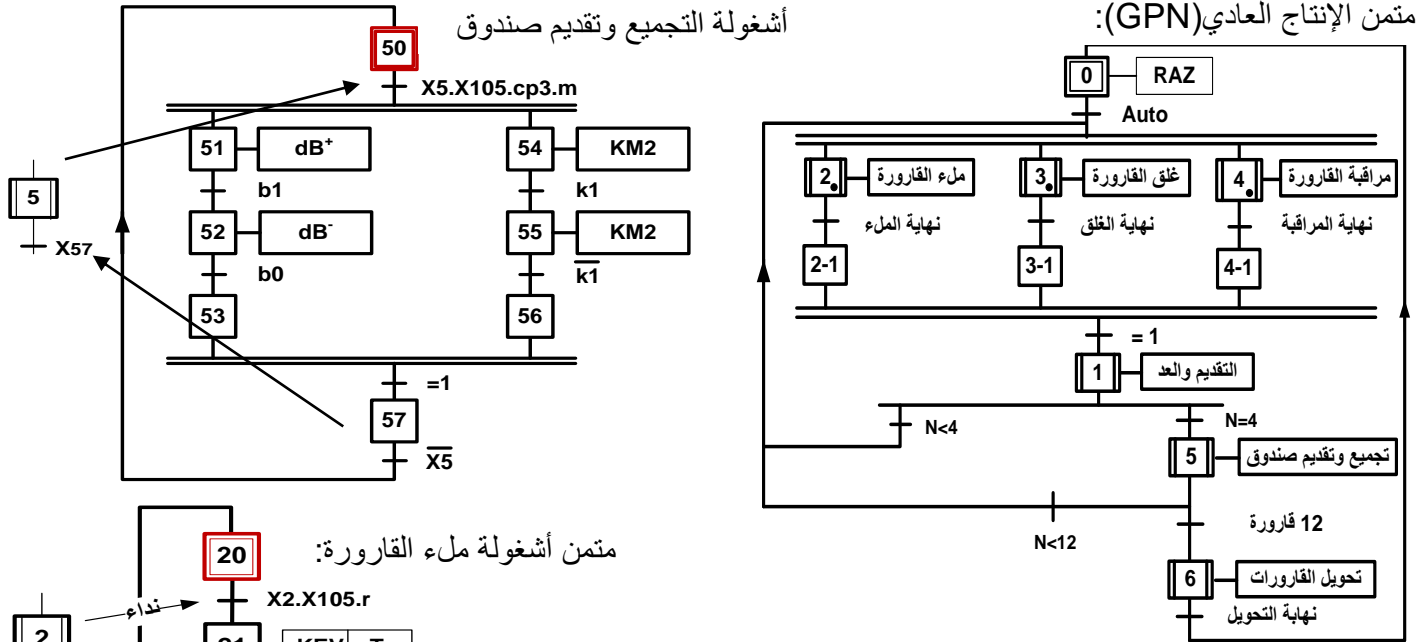 متمن الإنتاج العادي(GPN):
0
RAZ
Auto
2
ملء القارورة
3
غلق القارورة
4
مراقبة القارورة
نهاية الملء
نهاية الغلق
نهاية المراقبة
2-1
3-1
4-1
= 1
1
التقديم والعد
N<4
N=4
5
تجميع وتقديم صندوق
12 قارورة
N<12
6
تحويل القارورات
نهاية التحويل
أشغولة التجميع وتقديم صندوق
50
X5.X105.cp3.m
51
dB+
54
KM2
b1
k1
5
X57
52
dB-
55
KM2
b0
k̅1̅
53
56
=1
57
X̅5̅
متمن أشغولة ملء القارورة:
20
نداء
X2.X105.r
2
21
KEV
T